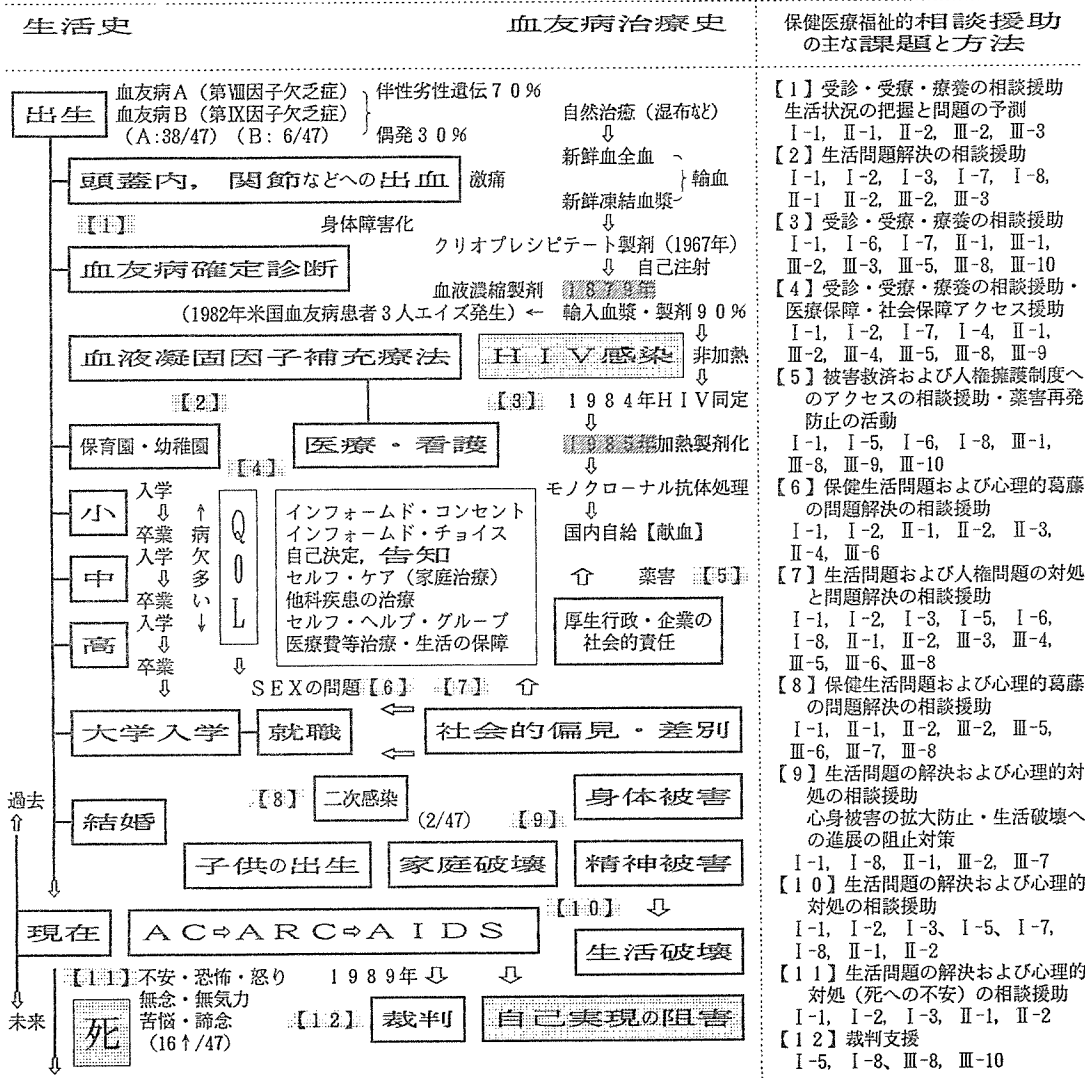 生活史
血友病治療史
保健医療福祉的相談援助
の主な課題と方法
出生
血友病A（第Ⅷ因子欠乏症）
血友病B（第Ⅸ因子欠乏症）
(A:38/47) (B: 6/47)
伴性劣性遺伝70%
偶発30%
自然治癒（湿布など）
⇩
新鮮血全血
輸血
新鮮凍結血漿
頭蓋内, 関節などへの出血 激痛
【1】
身体障害化
クリオプレシピテート製剤（1967年）
⇩ 自己注射
血友病確定診断
血液濃縮製剤 1879年
(1982年米国血友病患者3人エイズ発生) ← 輸入血漿・製剤90%
⇩
血液凝固因子補充療法
HIV感染
非加熱
⇩
【2】
【3】
1984年HIV同定
⇩
保育園・幼稚園
医療・看護
1985年加熱製剤化
⇩
【4】
モノクローナル抗体処理
⇩
国内自給【献血】
小
中
高
入学
⇩
卒業
入学
⇩
卒業
入学
⇩
卒業
⇩
↑
病
欠
多
い
↓
QOL
⇩
インフォームド・コンセント
インフォームド・チョイス
自己決定, 告知
セルフ・ケア（家庭治療）
他科疾患の治療
セルフ・ヘルプ・グループ
医療費等治療・生活の保障
⇧ 薬害 【5】
厚生行政・企業の
社会的責任
SEXの問題【6】 【7】 ⇧
大学入学
就職
⇦
⇦
社会的偏見・差別
過去
⇧
結婚
【8】
二次感染
(2/47)
【9】
身体被害
子供の出生
家庭破壊
精神被害
【10】 ⇩
現在
AC⇨ARC⇨AIDS
生活破壊
【11】
不安・恐怖・怒り
無念・無気力
苦悩・諦念
(16↑/47)
1989年 ⇩ ⇩
⇩
未来
死
【12】
裁判
自己実現の阻害
【1】受診・受療・療養の相談援助
生活状況の把握と問題の予測
Ⅰ-1, Ⅱ-1, Ⅱ-2, Ⅲ-2, Ⅲ-3
【2】生活問題解決の相談援助
Ⅰ-1, Ⅰ-2, Ⅰ-3, Ⅰ-7, Ⅰ-8,
Ⅱ-1 Ⅱ-2, Ⅲ-2, Ⅲ-3
【3】受診・受療・療養の相談援助
Ⅰ-1, Ⅰ-6, Ⅰ-7, Ⅱ-1, Ⅲ-1,
Ⅲ-2, Ⅲ-3, Ⅲ-5, Ⅲ-8, Ⅲ-10
【4】受診・受療・療養の相談援助・
医療保障・社会保障アクセス援助
Ⅰ-1, Ⅰ-2, Ⅰ-7, Ⅰ-4, Ⅱ-1,
Ⅲ-2, Ⅲ-4, Ⅲ-5, Ⅲ-8, Ⅲ-9
【5】被害救済および人権擁護制度へ
のアクセスの相談援助・薬害再発
防止の活動
Ⅰ-1, Ⅰ-5, Ⅰ-6, Ⅰ-8, Ⅲ-1,
Ⅲ-8, Ⅲ-9, Ⅲ-10
【6】保健生活問題および心理的葛藤
の問題解決の相談援助
Ⅰ-1, Ⅰ-2, Ⅱ-1, Ⅱ-2, Ⅱ-3,
Ⅱ-4, Ⅲ-6
【7】生活問題および人権問題の対処
と問題解決の相談援助
Ⅰ-1, Ⅰ-2, Ⅰ-3, Ⅰ-5, Ⅰ-6,
Ⅰ-8, Ⅱ-1, Ⅱ-2, Ⅲ-3, Ⅲ-4,
Ⅲ-5, Ⅲ-6、Ⅲ-8
【8】保健生活問題および心理的葛藤
の問題解決の相談援助
Ⅰ-1, Ⅱ-1, Ⅱ-2, Ⅲ-2, Ⅲ-5,
Ⅲ-6, Ⅲ-7, Ⅲ-8
【9】生活問題の解決および心理的対
処の相談援助
心身被害の拡大防止・生活破壊へ
の進展の阻止対策
Ⅰ-1, Ⅰ-8, Ⅱ-1, Ⅲ-2, Ⅲ-7
【10】生活問題の解決および心理的
対処の相談援助
Ⅰ-1, Ⅰ-2, Ⅰ-3、Ⅰ-5, Ⅰ-7,
Ⅰ-8, Ⅱ-1, Ⅱ-2
【11】生活問題の解決および心理的
対処（死への不安）の相談援助
Ⅰ-1, Ⅰ-2, Ⅰ-3, Ⅱ-1, Ⅱ-2
【12】裁判支援
Ⅰ-5, Ⅰ-8、Ⅲ-8, Ⅲ-10